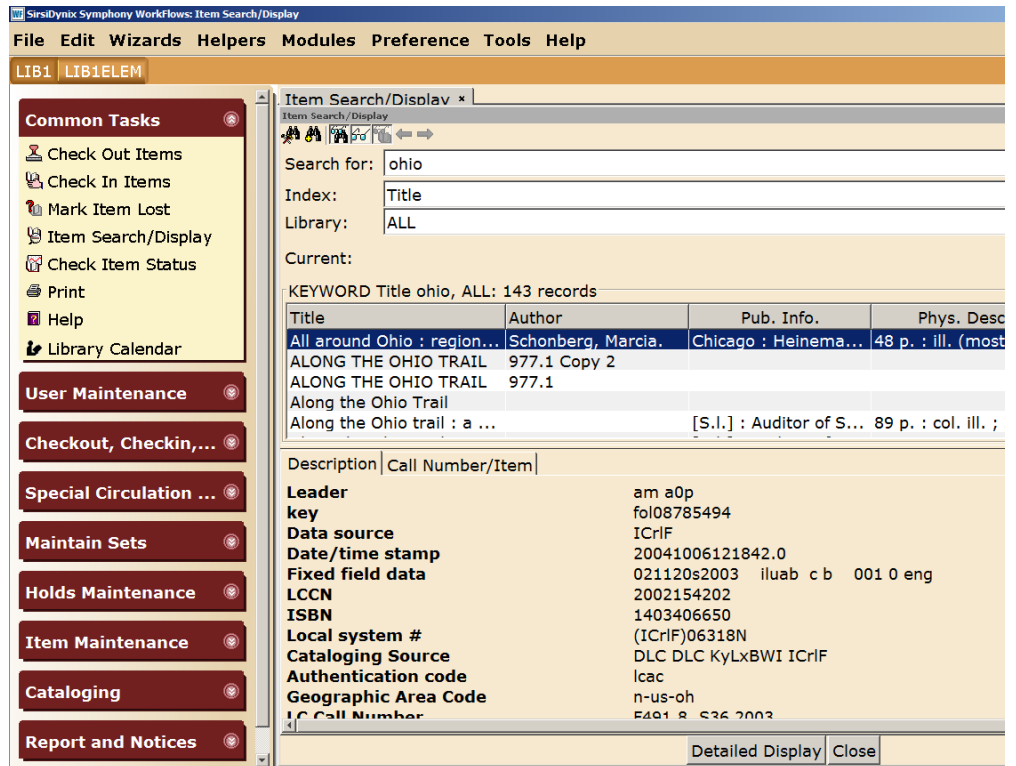 SirsiDynix Symphony WorkFlows: Item Search/Display
File Edit Wizards Helpers Modules Preference Tools Help
LIB1 LIB1ELEM
Common Tasks
Check Out Items
Check In Items
Mark Item Lost
Item Search/Display
Check Item Status
Print
Help
Library Calendar
User Maintenance
Checkout, Checkin,...
Special Circulation ...
Maintain Sets
Holds Maintenance
Item Maintenance
Cataloging
Report and Notices
Item Search/Display ×
Item Search/Display
Search for: ohio
Index: Title
Library: ALL
Current:
KEYWORD Title ohio, ALL: 143 records
Title Author Pub. Info. Phys. Desc
All around Ohio : region... Schonberg, Marcia. Chicago : Heinema... 48 p. : ill. (most
ALONG THE OHIO TRAIL 977.1 Copy 2
ALONG THE OHIO TRAIL 977.1
Along the Ohio Trail
Along the Ohio trail : a ... [S.l.] : Auditor of S... 89 p. : col. ill. ;
Description Call Number/Item
Leader am a0p
key fol08785494
Data source ICrlF
Date/time stamp 20041006121842.0
Fixed field data 021120s2003 iluab c b 001 0 eng
LCCN 2002154202
ISBN 1403406650
Local system # (ICrlF)06318N
Cataloging Source DLC DLC KyLxBWI ICrlF
Authentication code lcac
Geographic Area Code n-us-oh
LC Call Number F491.8 .S36 2003
Detailed Display Close